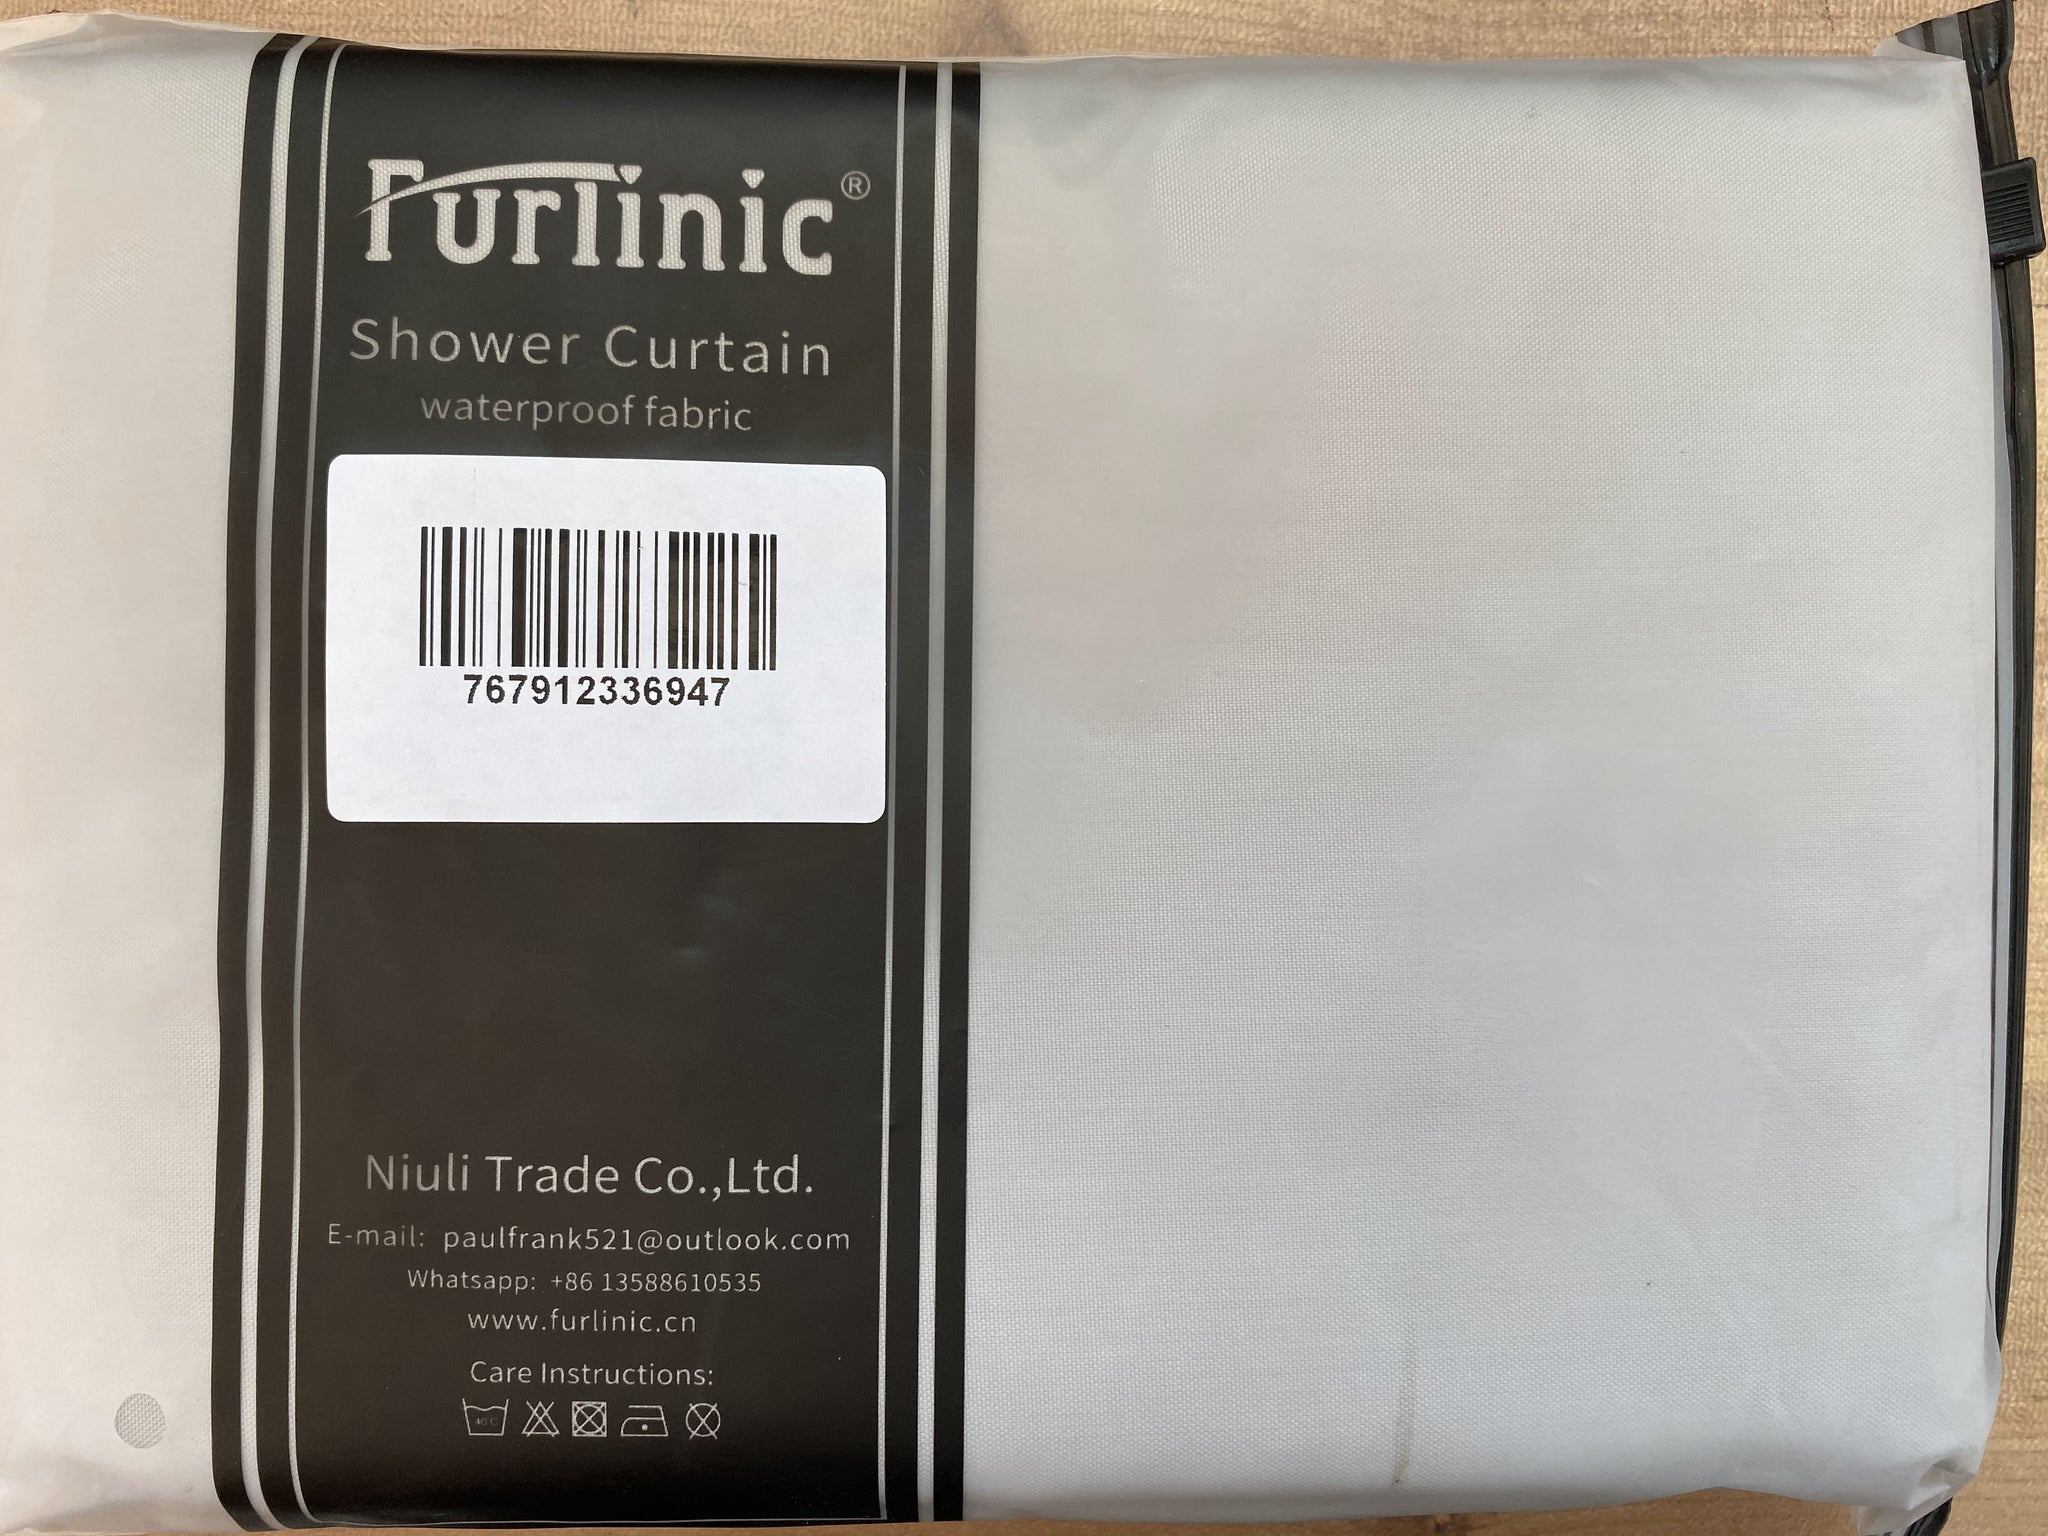 Furlinic®
Shower Curtain
waterproof fabric
767912336947
Niuli Trade Co.,Ltd.
E-mail: paulfrank521@outlook.com
Whatsapp: +86 13588610535
www.furlinic.cn
Care Instructions:
40°C